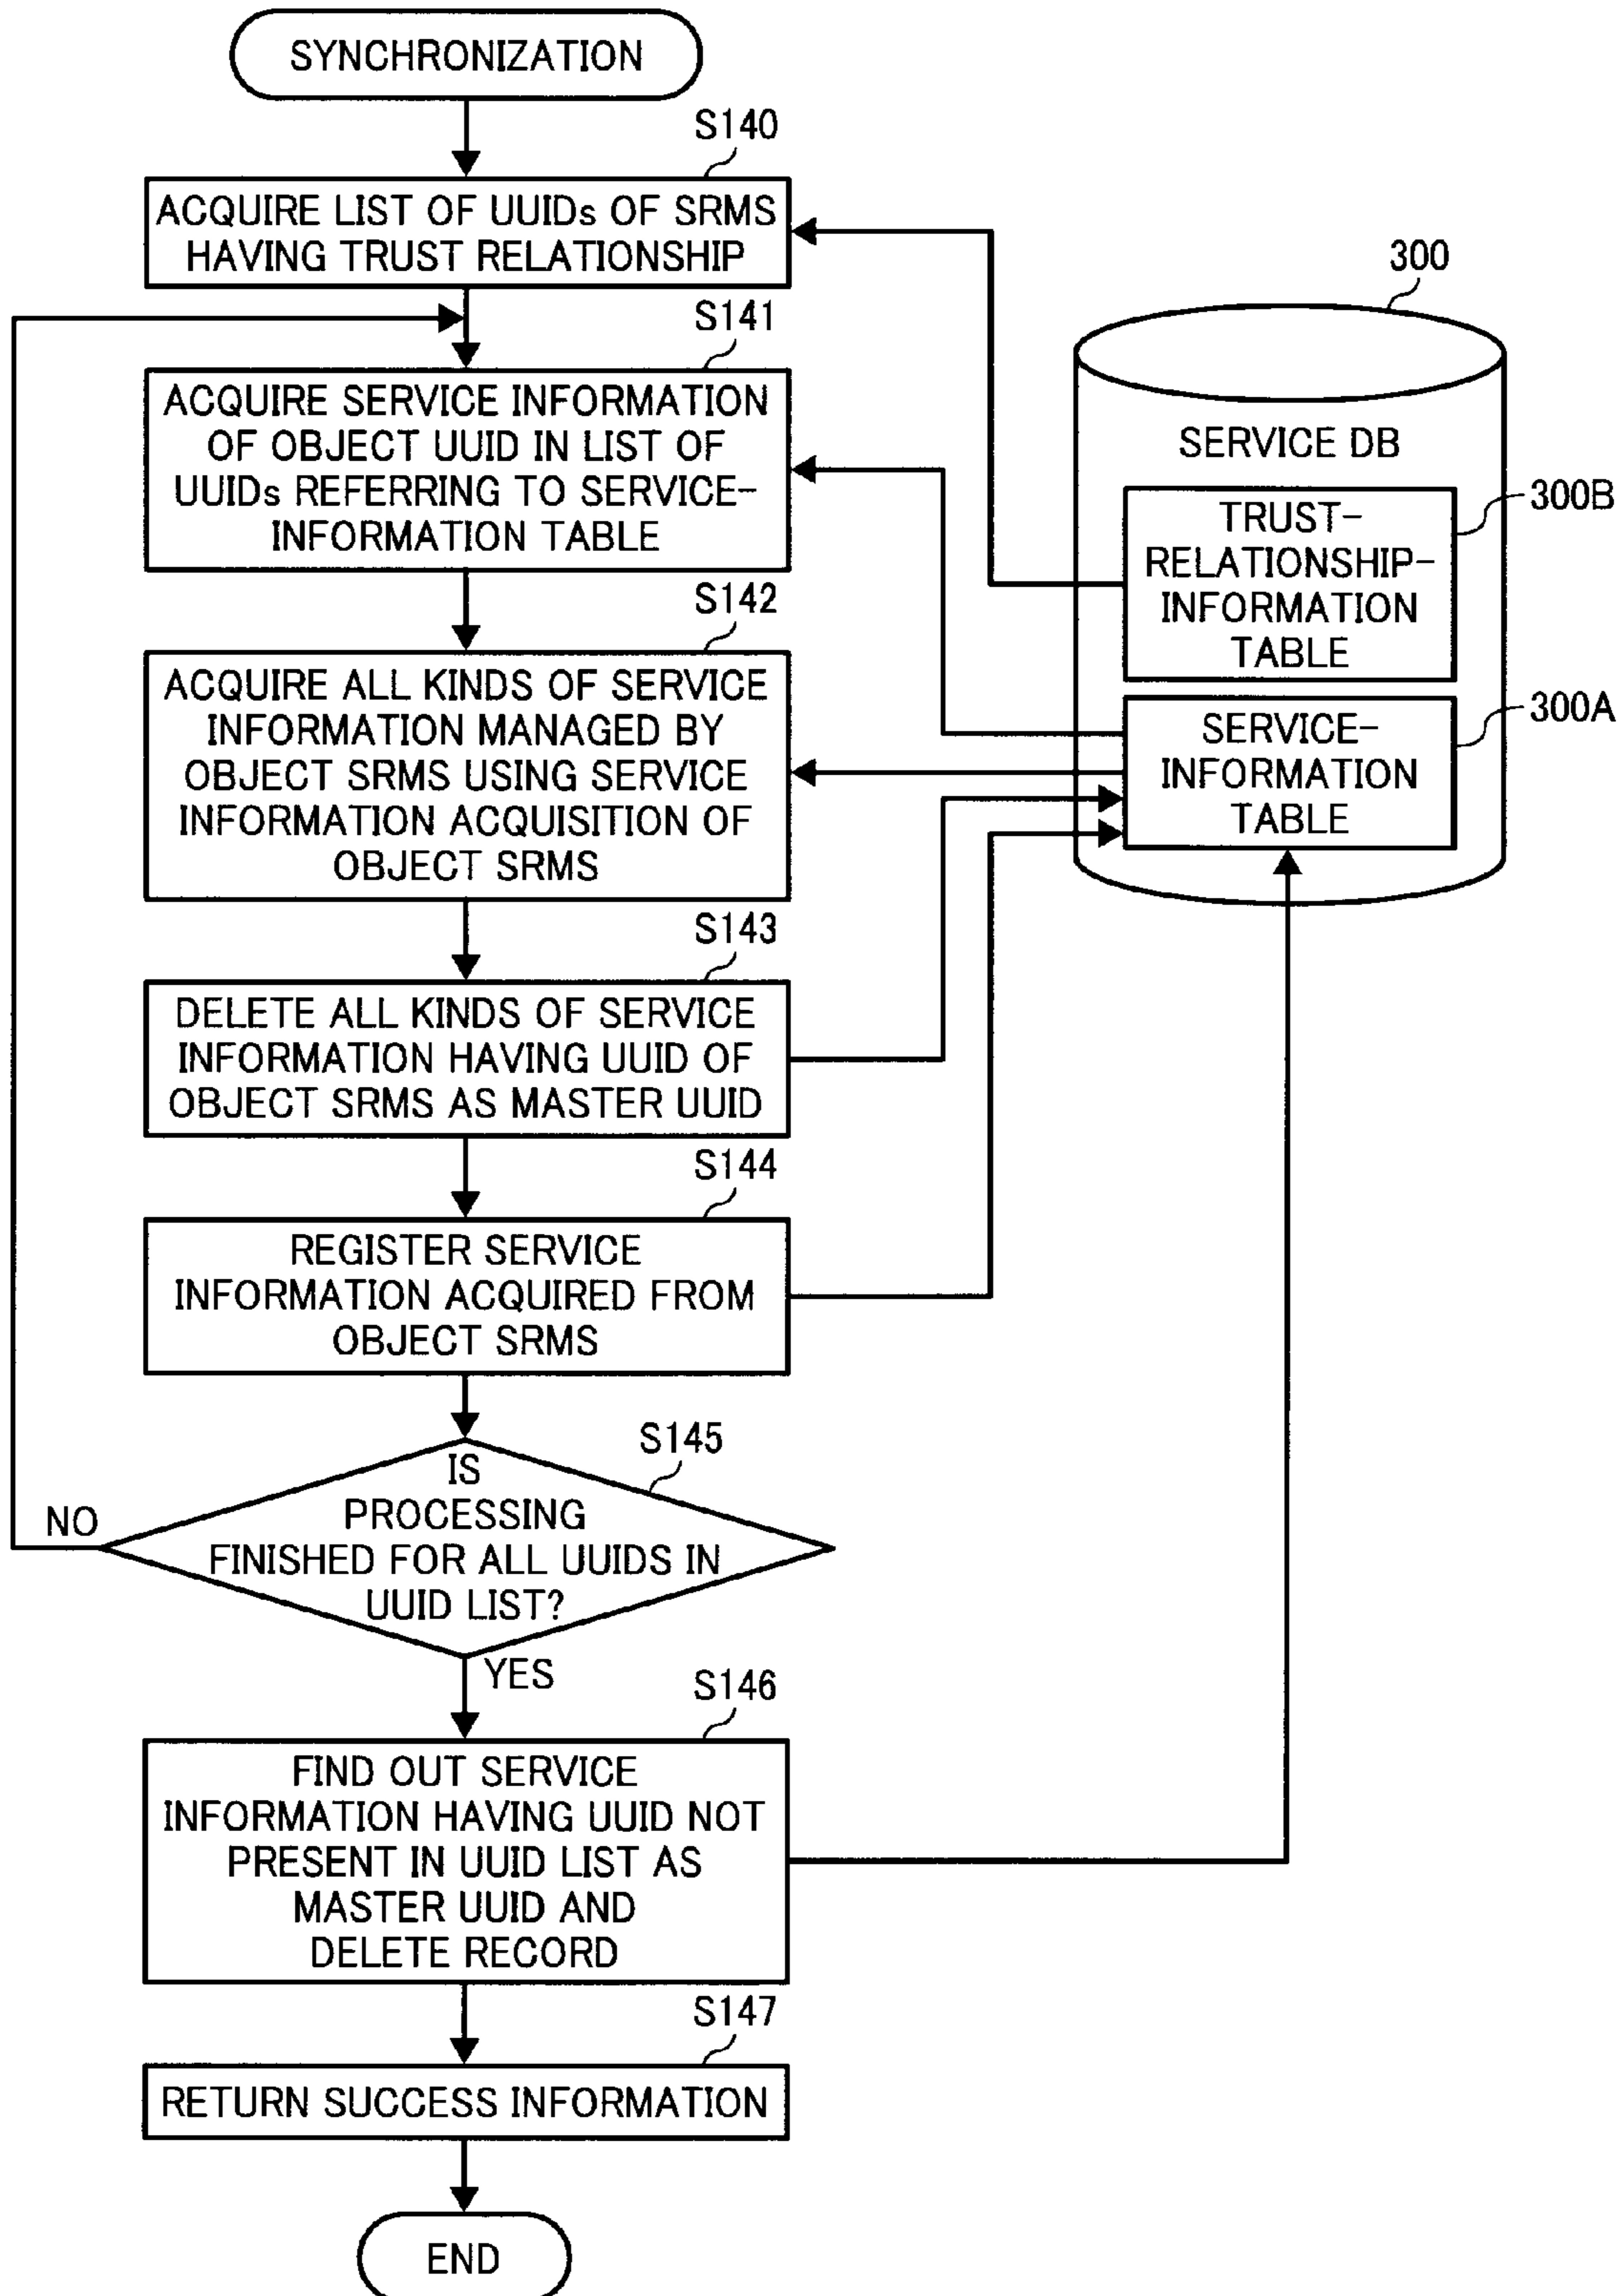 SYNCHRONIZATION
S140
ACQUIRE LIST OF UUIDs OF SRMS
HAVING TRUST RELATIONSHIP
S141
ACQUIRE SERVICE INFORMATION
OF OBJECT UUID IN LIST OF
UUIDs REFERRING TO SERVICE-
INFORMATION TABLE
S142
ACQUIRE ALL KINDS OF SERVICE
INFORMATION MANAGED BY
OBJECT SRMS USING SERVICE
INFORMATION ACQUISITION OF
OBJECT SRMS
S143
DELETE ALL KINDS OF SERVICE
INFORMATION HAVING UUID OF
OBJECT SRMS AS MASTER UUID
S144
REGISTER SERVICE
INFORMATION ACQUIRED FROM
OBJECT SRMS
S145
IS
PROCESSING
FINISHED FOR ALL UUIDS IN
UUID LIST?
NO
YES
S146
FIND OUT SERVICE
INFORMATION HAVING UUID NOT
PRESENT IN UUID LIST AS
MASTER UUID AND
DELETE RECORD
S147
RETURN SUCCESS INFORMATION
END
300
SERVICE DB
TRUST-
RELATIONSHIP-
INFORMATION
TABLE
300B
SERVICE-
INFORMATION
TABLE
300A